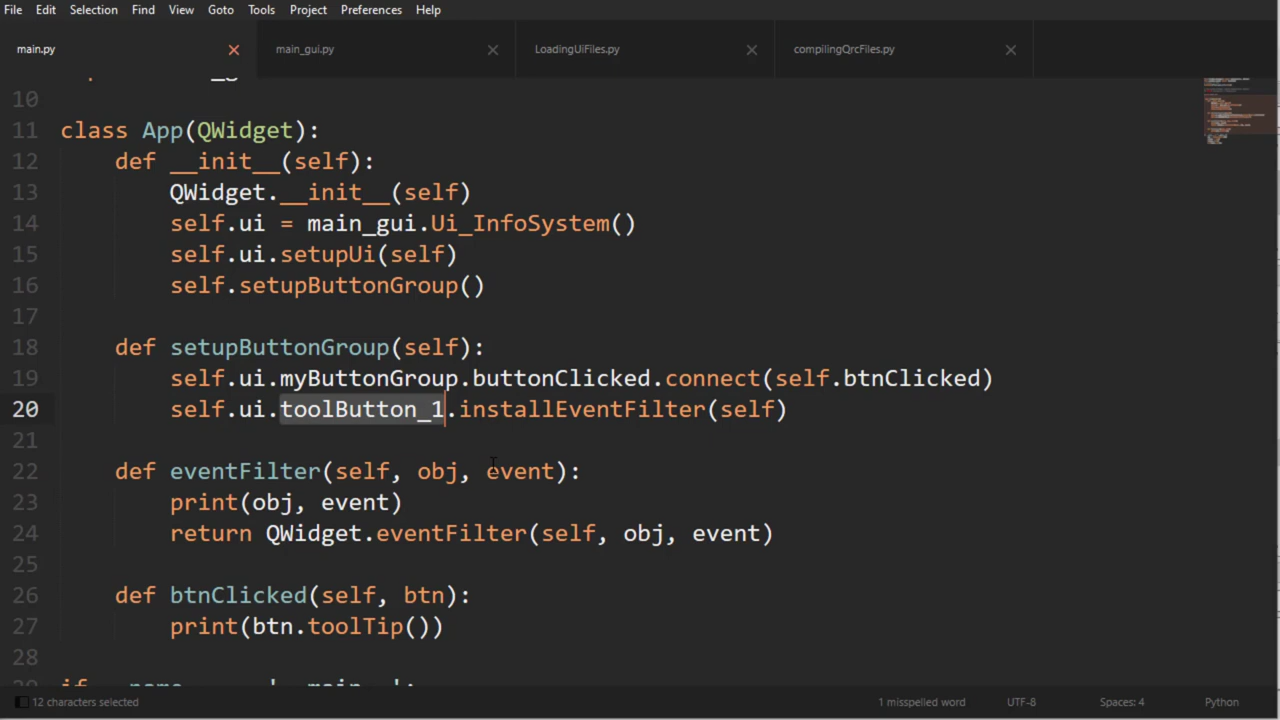 File Edit Selection Find View Goto Tools Project Preferences Help
main.py main_gui.py LoadingUiFiles.py compilingQrcFiles.py
10
11 class App(QWidget):
12 def __init__(self):
13 QWidget.__init__(self)
14 self.ui = main_gui.Ui_InfoSystem()
15 self.ui.setupUi(self)
16 self.setupButtonGroup()
17
18 def setupButtonGroup(self):
19 self.ui.myButtonGroup.buttonClicked.connect(self.btnClicked)
20 self.ui.toolButton_1.installEventFilter(self)
21
22 def eventFilter(self, obj, event):
23 print(obj, event)
24 return QWidget.eventFilter(self, obj, event)
25
26 def btnClicked(self, btn):
27 print(btn.toolTip())
28
12 characters selected 1 misspelled word UTF-8 Spaces: 4 Python